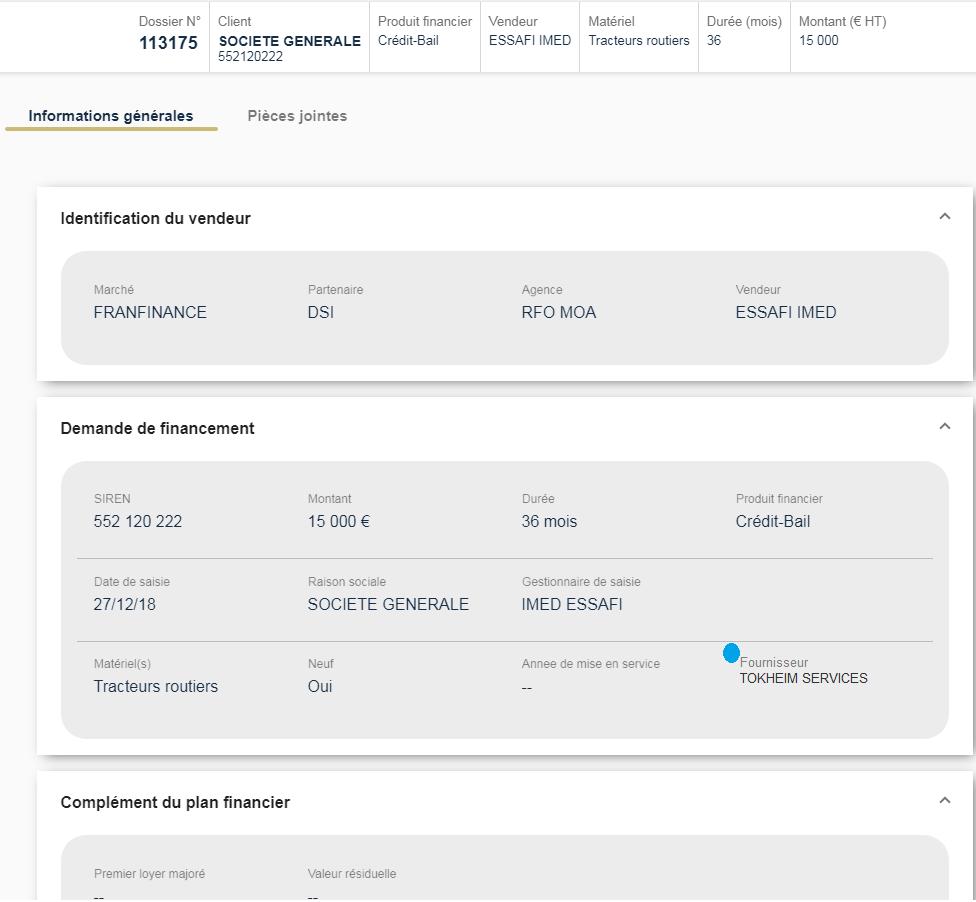 Dossier N° Client Produit financier Vendeur Matériel Durée (mois) Montant (€ HT)
113175 SOCIETE GENERALE Crédit-Bail ESSAFI IMED Tracteurs routiers 36 15 000
552120222
Informations générales Pièces jointes
Identification du vendeur
Marché Partenaire Agence Vendeur
FRANFINANCE DSI RFO MOA ESSAFI IMED
Demande de financement
SIREN Montant Durée Produit financier
552 120 222 15 000 € 36 mois Crédit-Bail
Date de saisie Raison sociale Gestionnaire de saisie
27/12/18 SOCIETE GENERALE IMED ESSAFI
Matériel(s) Neuf Annee de mise en service Fournisseur
Tracteurs routiers Oui -- TOKHEIM SERVICES
Complément du plan financier
Premier loyer majoré Valeur résiduelle
-- --